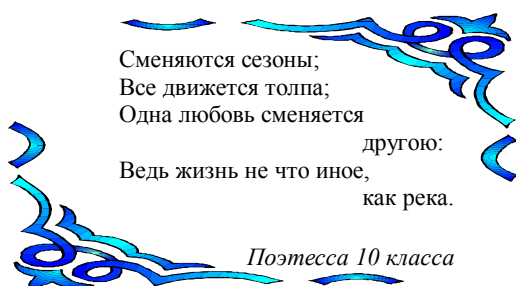 Сменяются сезоны;
Все движется толпа;
Одна любовь сменяется
другою:
Ведь жизнь не что иное,
как река.
Поэтесса 10 класса